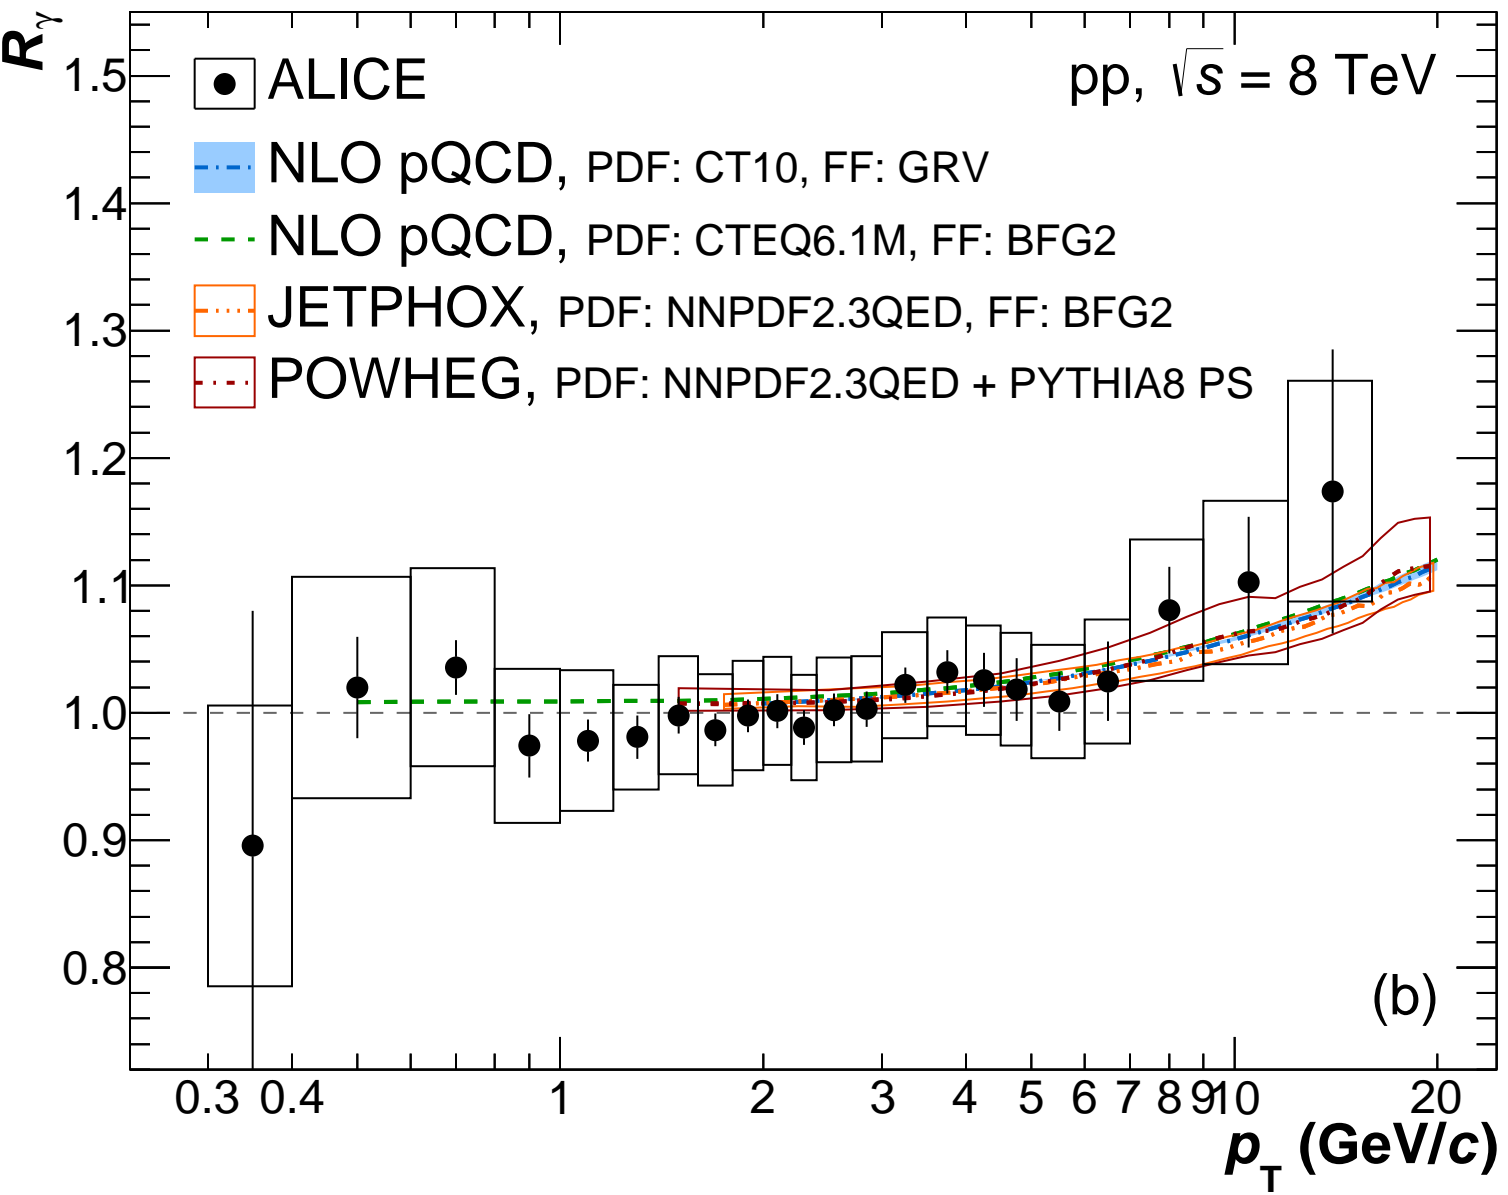 Rγ
pp, √s = 8 TeV
ALICE
NLO pQCD, PDF: CT10, FF: GRV
NLO pQCD, PDF: CTEQ6.1M, FF: BFG2
JETPHOX, PDF: NNPDF2.3QED, FF: BFG2
POWHEG, PDF: NNPDF2.3QED + PYTHIA8 PS
1.5
1.4
1.3
1.2
1.1
1.0
0.9
0.8
(b)
0.3 0.4 1 2 3 4 5 6 7 8 9 10 20
pT (GeV/c)